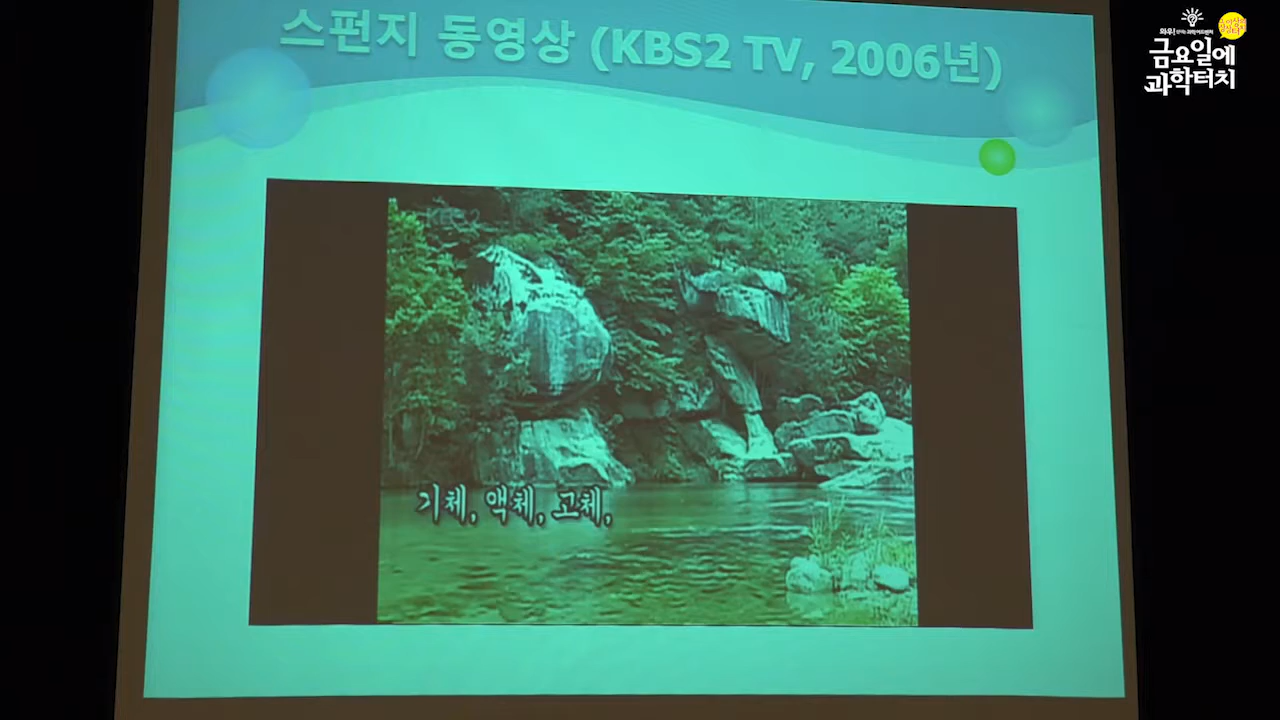 스펀지 동영상 (KBS2 TV, 2006년)
금요일에
과학터치
기체, 액체, 고체,